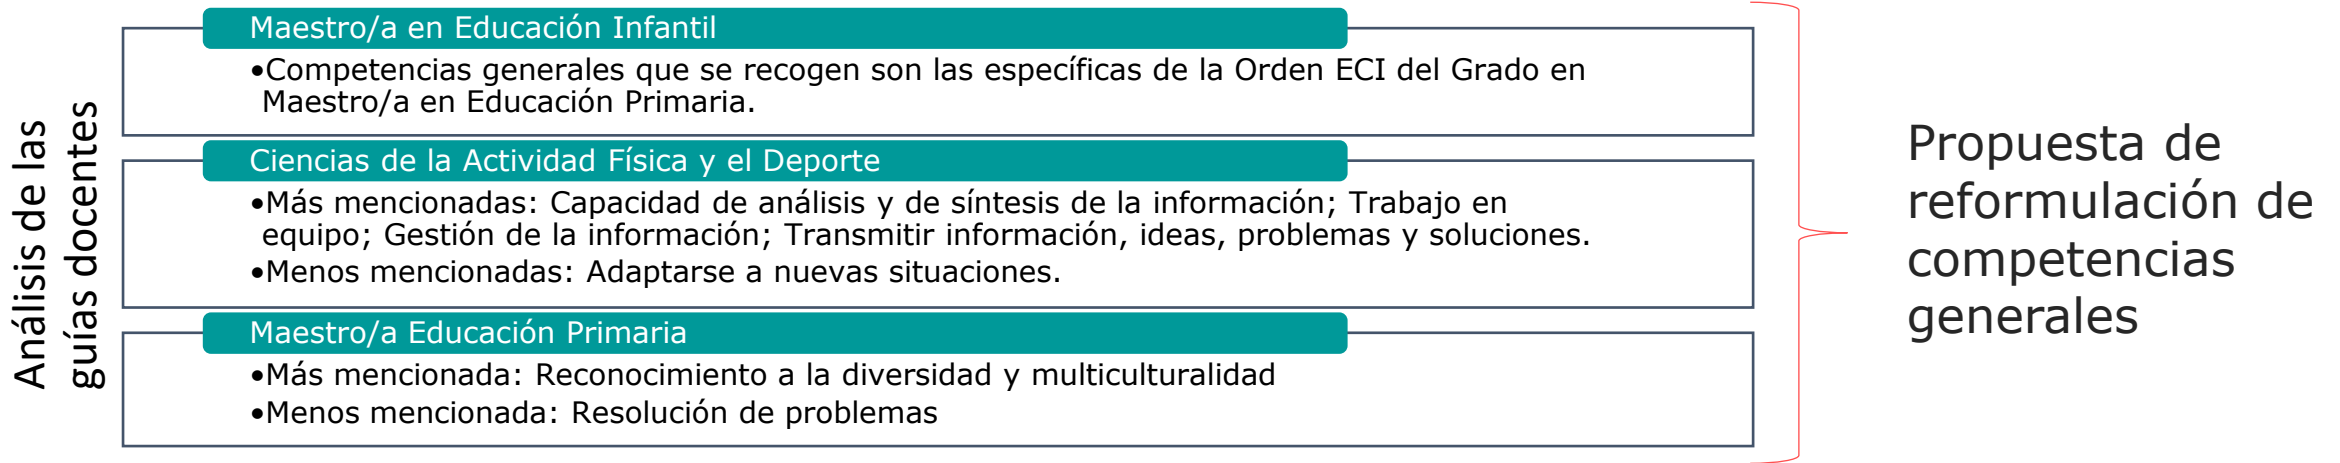 Análisis de las
guías docentes
Maestro/a en Educación Infantil
•Competencias generales que se recogen son las específicas de la Orden ECI del Grado en
Maestro/a en Educación Primaria.
Ciencias de la Actividad Física y el Deporte
•Más mencionadas: Capacidad de análisis y de síntesis de la información; Trabajo en
equipo; Gestión de la información; Transmitir información, ideas, problemas y soluciones.
•Menos mencionadas: Adaptarse a nuevas situaciones.
Maestro/a Educación Primaria
•Más mencionada: Reconocimiento a la diversidad y multiculturalidad
•Menos mencionada: Resolución de problemas
Propuesta de
reformulación de
competencias
generales